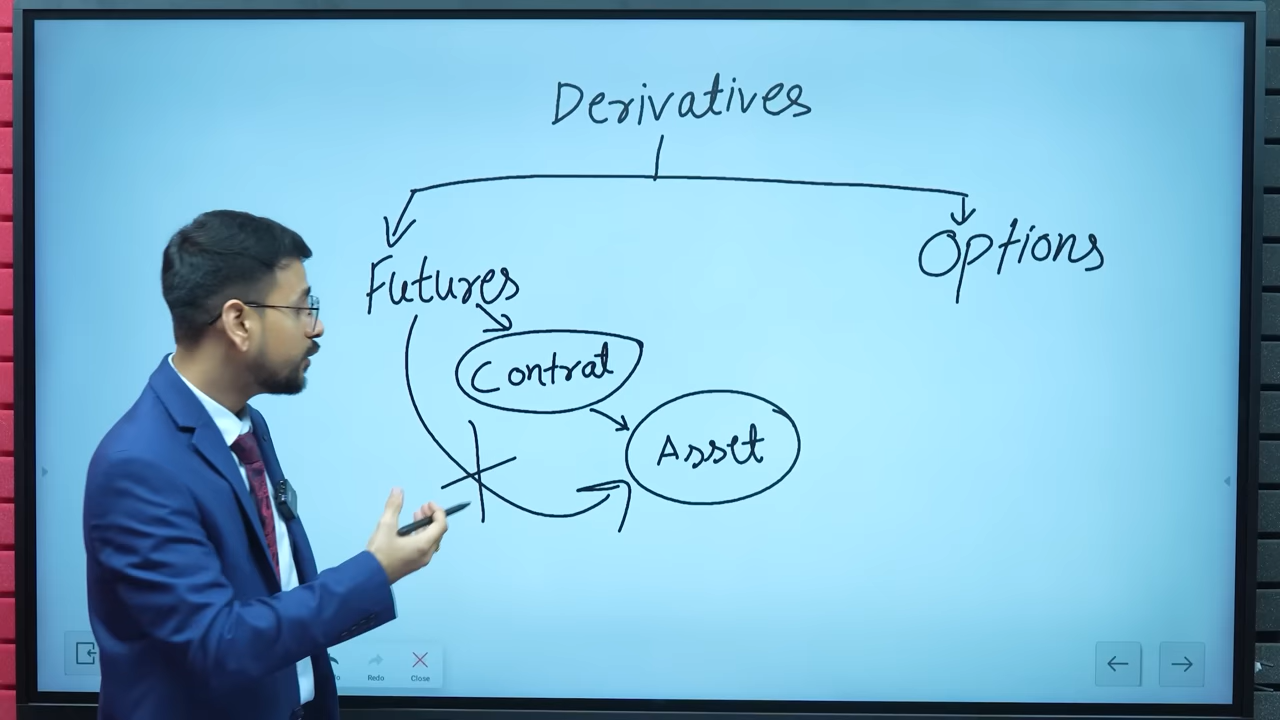 Derivatives
Futures
Options
Contrat
Asset
Redo
Close